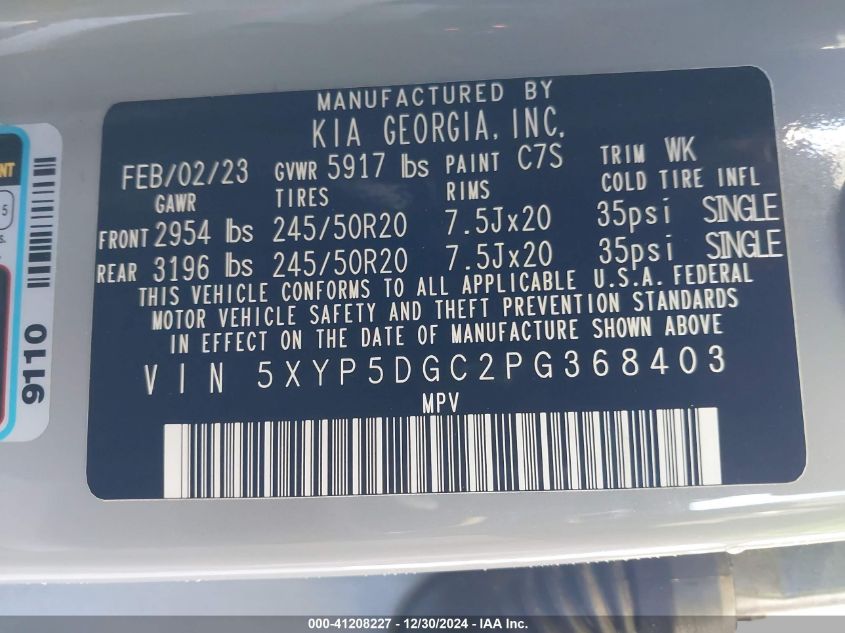 MANUFACTURED BY
KIA GEORGIA, INC.
FEB/02/23 GVWR 5917 lbs PAINT C7S TRIM WK
GAWR TIRES RIMS COLD TIRE INFL
FRONT 2954 lbs 245/50R20 7.5Jx20 35psi SINGLE
REAR 3196 lbs 245/50R20 7.5Jx20 35psi SINGLE
THIS VEHICLE CONFORMS TO ALL APPLICABLE U.S.A. FEDERAL
MOTOR VEHICLE SAFETY AND THEFT PREVENTION STANDARDS
IN EFFECT ON THE DATE OF MANUFACTURE SHOWN ABOVE
VIN 5XYP5DGC2PG368403
MPV
5
9110
000-41208227 - 12/30/2024 - IAA Inc.